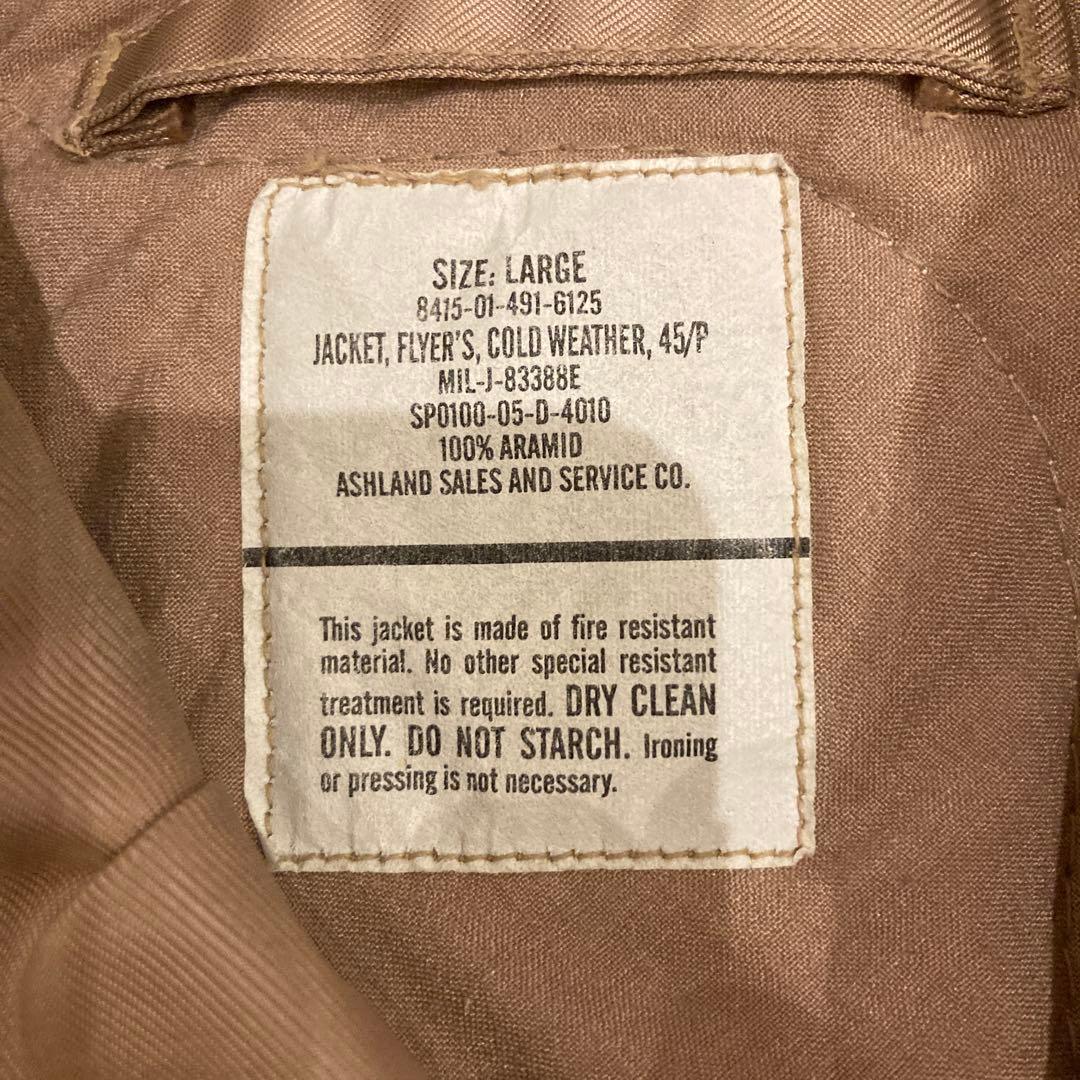 SIZE: LARGE
8415-01-491-6125
JACKET, FLYER'S, COLD WEATHER, 45/P
MIL-J-83388E
SP0100-05-D-4010
100% ARAMID
ASHLAND SALES AND SERVICE CO.
This jacket is made of fire resistant
material. No other special resistant
treatment is required. DRY CLEAN
ONLY. DO NOT STARCH. Ironing
or pressing is not necessary.